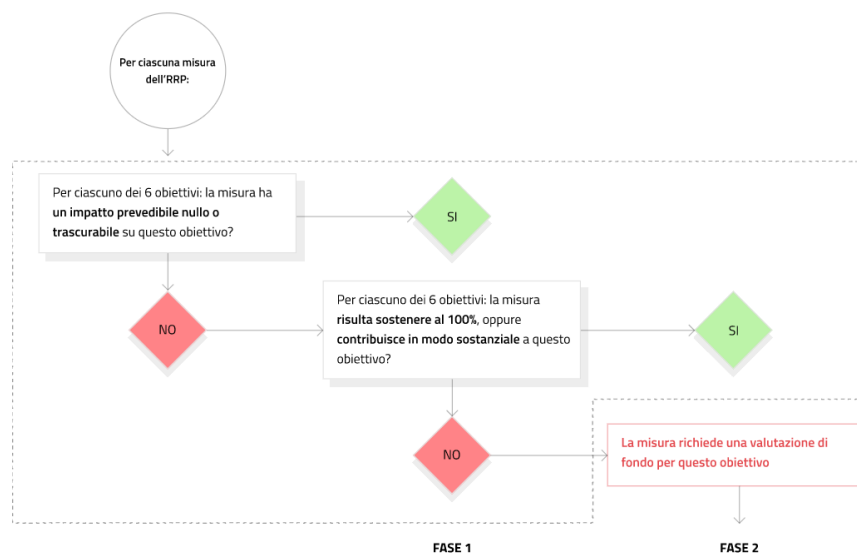 Per ciascuna misura
dell'RRP:
Per ciascuno dei 6 obiettivi: la misura ha
un impatto prevedibile nullo o
trascurabile su questo obiettivo?
SI
NO
Per ciascuno dei 6 obiettivi: la misura
risulta sostenere al 100%, oppure
contribuisce in modo sostanziale a questo
obiettivo?
SI
NO
La misura richiede una valutazione di
fondo per questo obiettivo
FASE 1
FASE 2